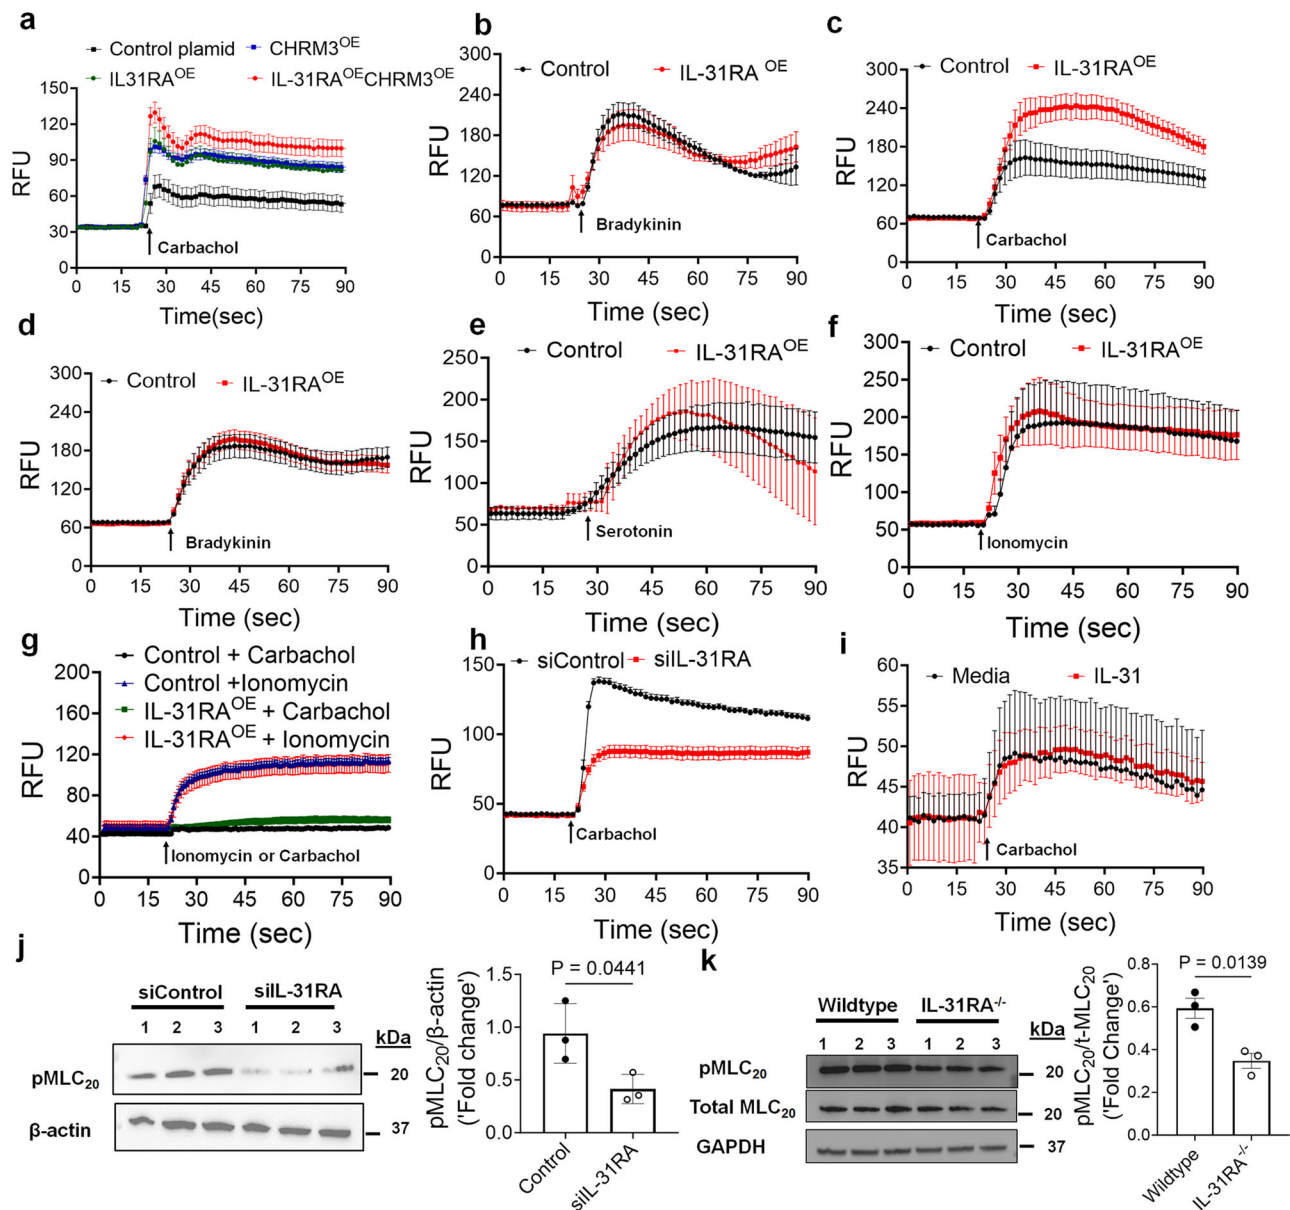 a
Control plamid
CHRM3OE
IL31RAOE
IL-31RAOECHRM3OE
150
120
90
60
30
0
RFU
Carbachol
0 15 30 45 60 75 90
Time(sec)
b
Control
IL-31RA OE
300
240
180
120
60
RFU
Bradykinin
0 15 30 45 60 75 90
Time (sec)
c
Control
IL-31RAOE
300
240
180
120
60
0
RFU
Carbachol
0 15 30 45 60 75 90
Time (sec)
d
Control
IL-31RAOE
300
240
180
120
60
0
RFU
Bradykinin
0 15 30 45 60 75 90
Time (sec)
e
Control
IL-31RAOE
250
200
150
100
50
0
RFU
Serotonin
0 15 30 45 60 75 90
Time (sec)
f
Control
IL-31RAOE
300
250
200
150
100
50
0
RFU
Ionomycin
0 15 30 45 60 75 90
Time (sec)
g
Control + Carbachol
Control +Ionomycin
IL-31RAOE + Carbachol
IL-31RAOE + Ionomycin
200
160
120
80
40
0
RFU
Ionomycin or Carbachol
0 15 30 45 60 75 90
Time (sec)
h
siControl
siIL-31RA
150
100
50
0
RFU
Carbachol
0 15 30 45 60 75 90
Time (sec)
i
Media
IL-31
60
55
50
45
40
35
RFU
Carbachol
0 15 30 45 60 75 90
Time (sec)
j
siControl siIL-31RA
1 2 3 1 2 3
kDa
pMLC20
20
β-actin
37
P = 0.0441
1.5
1.0
0.5
0.0
pMLC20/β-actin
('Fold change')
Control
siIL-31RA
k
Wildtype IL-31RA-/-
1 2 3 1 2 3
kDa
pMLC20
20
Total MLC20
20
GAPDH
37
P = 0.0139
0.8
0.6
0.4
0.2
0.0
pMLC20/t-MLC20
('Fold Change')
Wildtype
IL-31RA-/-